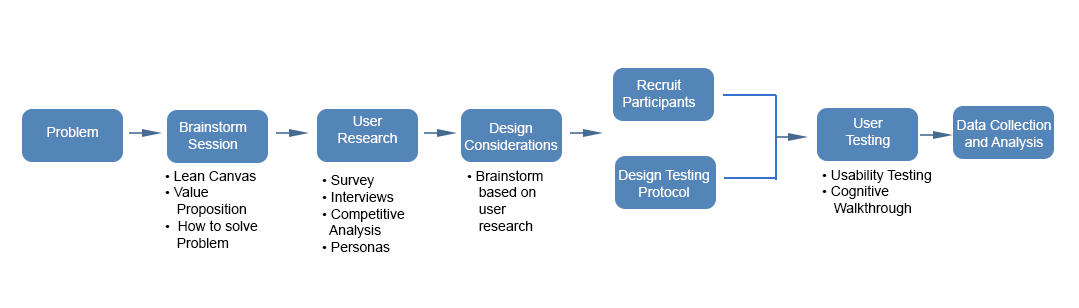 Problem
Brainstorm
Session
• Lean Canvas
• Value
Proposition
• How to solve
Problem
User
Research
• Survey
• Interviews
• Competitive
Analysis
• Personas
Design
Considerations
• Brainstorm
based on
user
research
Recruit
Participants
Design Testing
Protocol
User
Testing
• Usability Testing
• Cognitive
Walkthrough
Data Collection
and Analysis